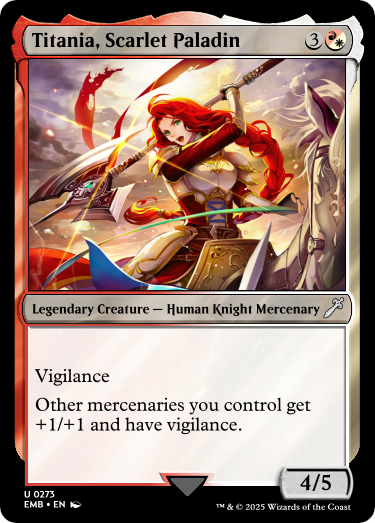 Titania, Scarlet Paladin 3
Legendary Creature — Human Knight Mercenary
Vigilance
Other mercenaries you control get
+1/+1 and have vigilance.
4/5
U 0273
EMB • EN
™ & © 2025 Wizards of the Coast